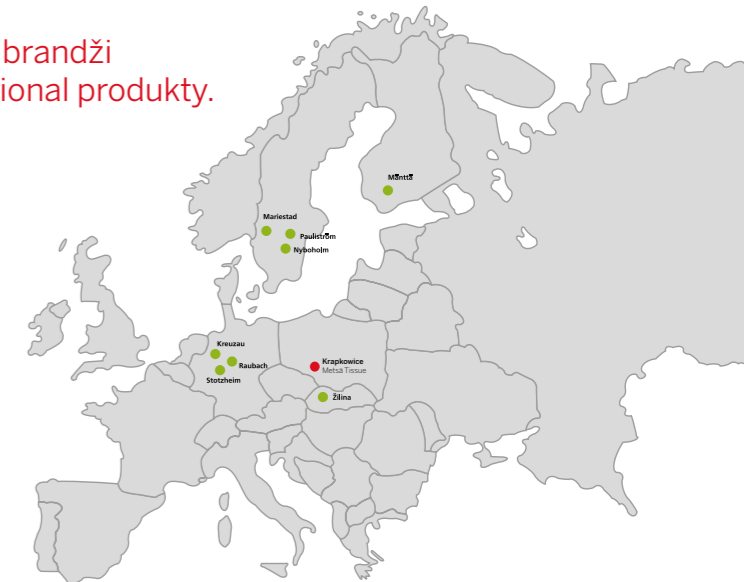 brandži
ional produkty.
Mänttä
Mariestad
Pauliström
Nyboholm
Kreuzau
Raubach
Stotzheim
Krapkowice
Metsä Tissue
Žilina